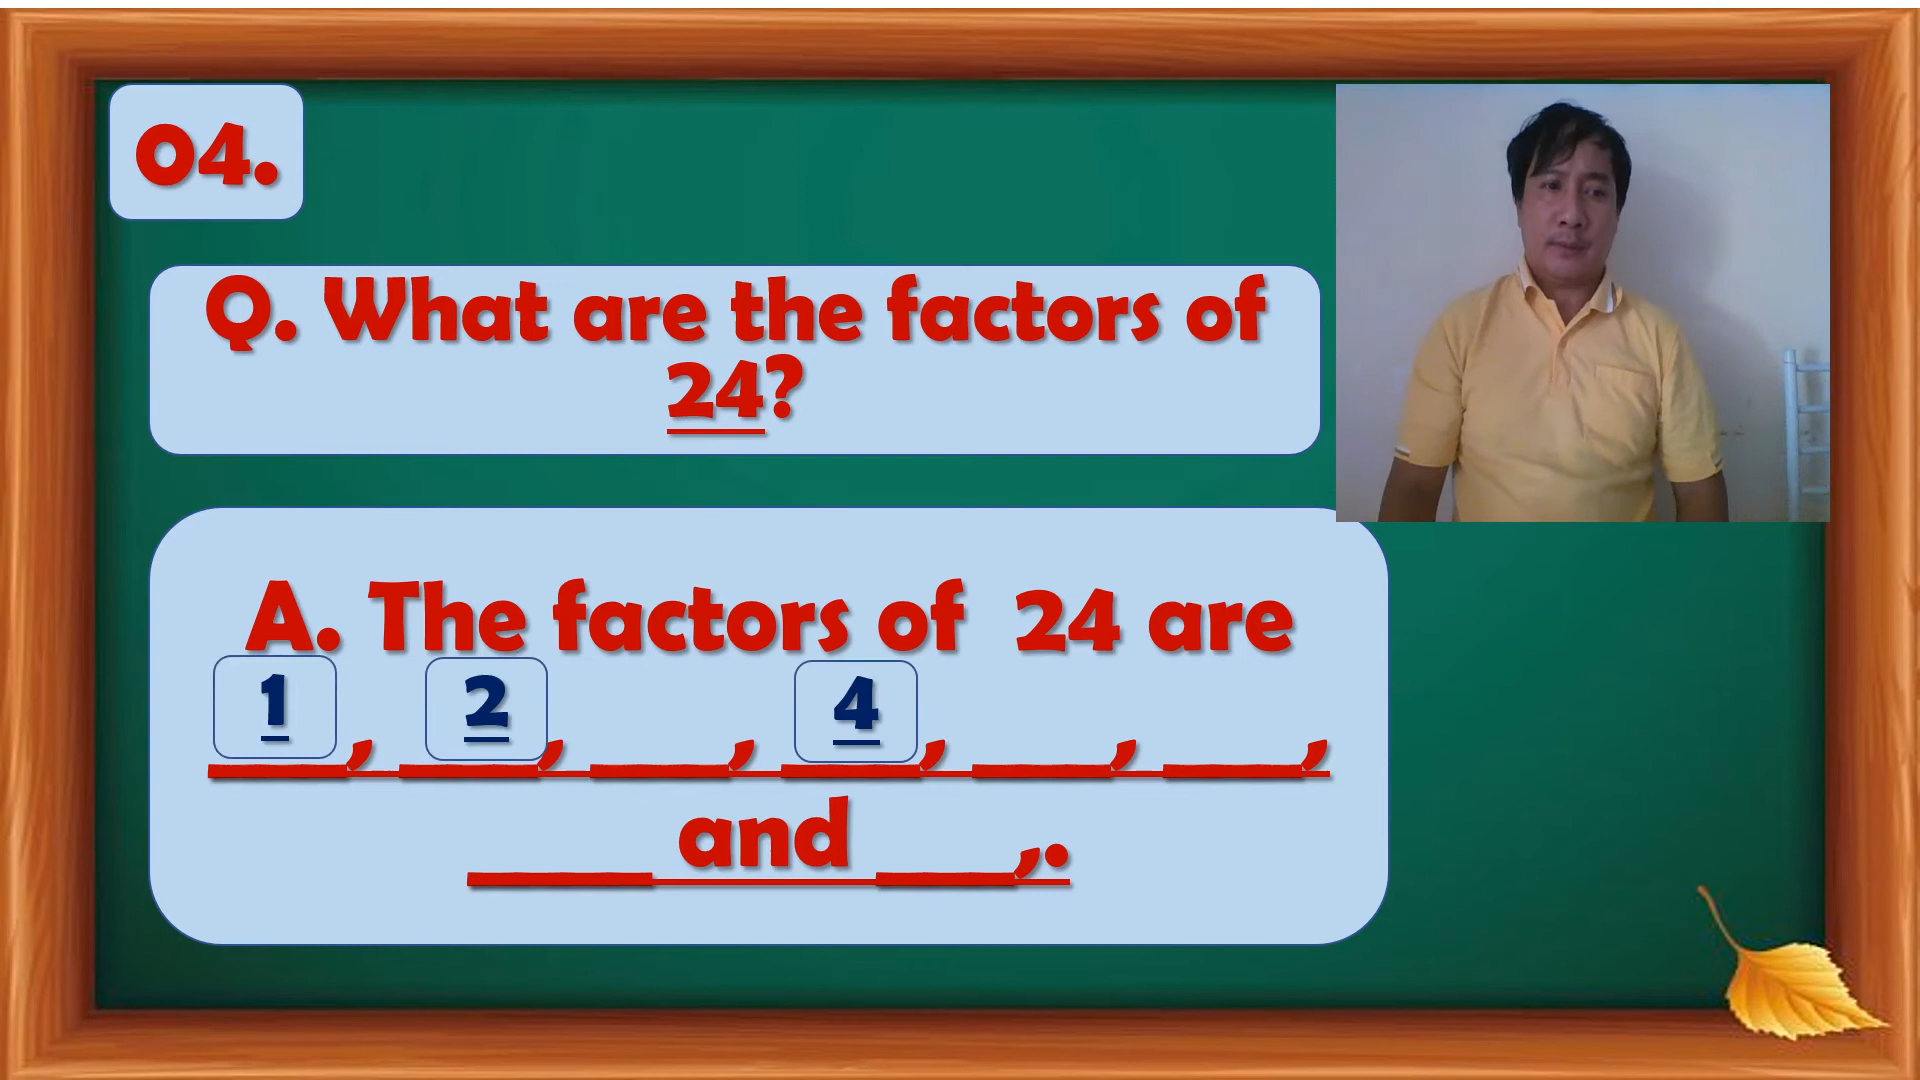 04.
Q. What are the factors of
24?
A. The factors of 24 are
1, 2, ___, 4, ___, ___,
____ and ___,.